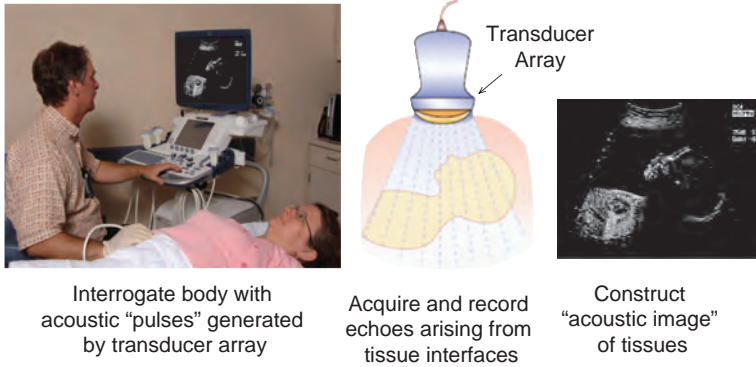 Transducer
Array
Interrogate body with
acoustic “pulses” generated
by transducer array
Acquire and record
echoes arising from
tissue interfaces
Construct
“acoustic image”
of tissues